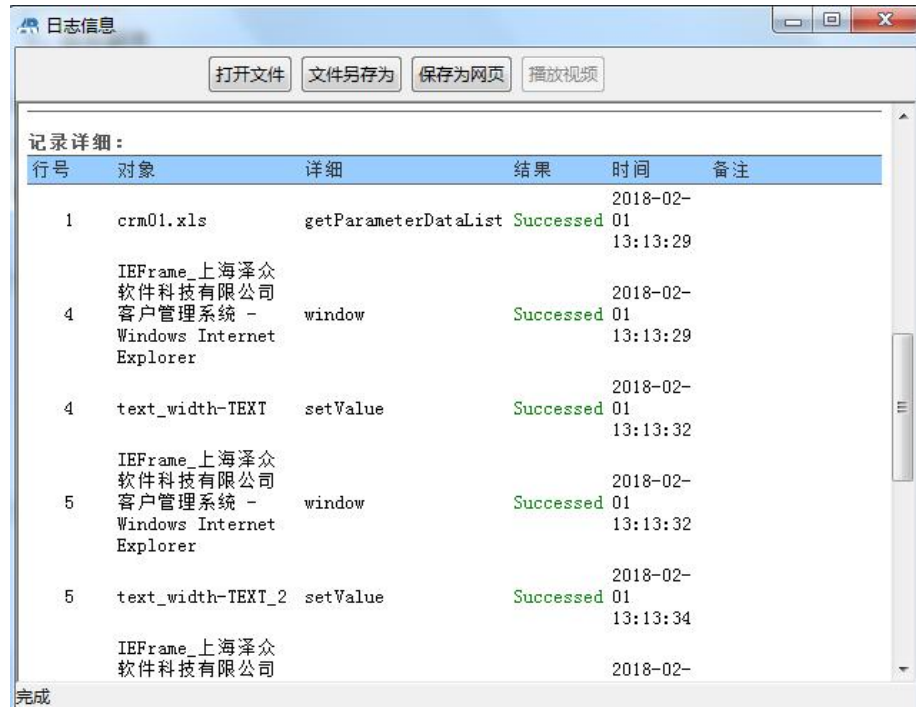 日志信息
打开文件 文件另存为 保存为网页 播放视频
记录详细:
行号 对象 详细 结果 时间 备注
1 crm01.xls getParameterDataList Successed 2018-02-
01
13:13:29
4 IEFrame_上海泽众
软件科技有限公司
客户管理系统 -
Windows Internet
Explorer
window Successed 2018-02-
01
13:13:29
4 text_width-TEXT setValue Successed 2018-02-
01
13:13:32
5 IEFrame_上海泽众
软件科技有限公司
客户管理系统 -
Windows Internet
Explorer
window Successed 2018-02-
01
13:13:32
5 text_width-TEXT_2 setValue Successed 2018-02-
01
13:13:34
IEFrame_上海泽众
软件科技有限公司
2018-02-
完成